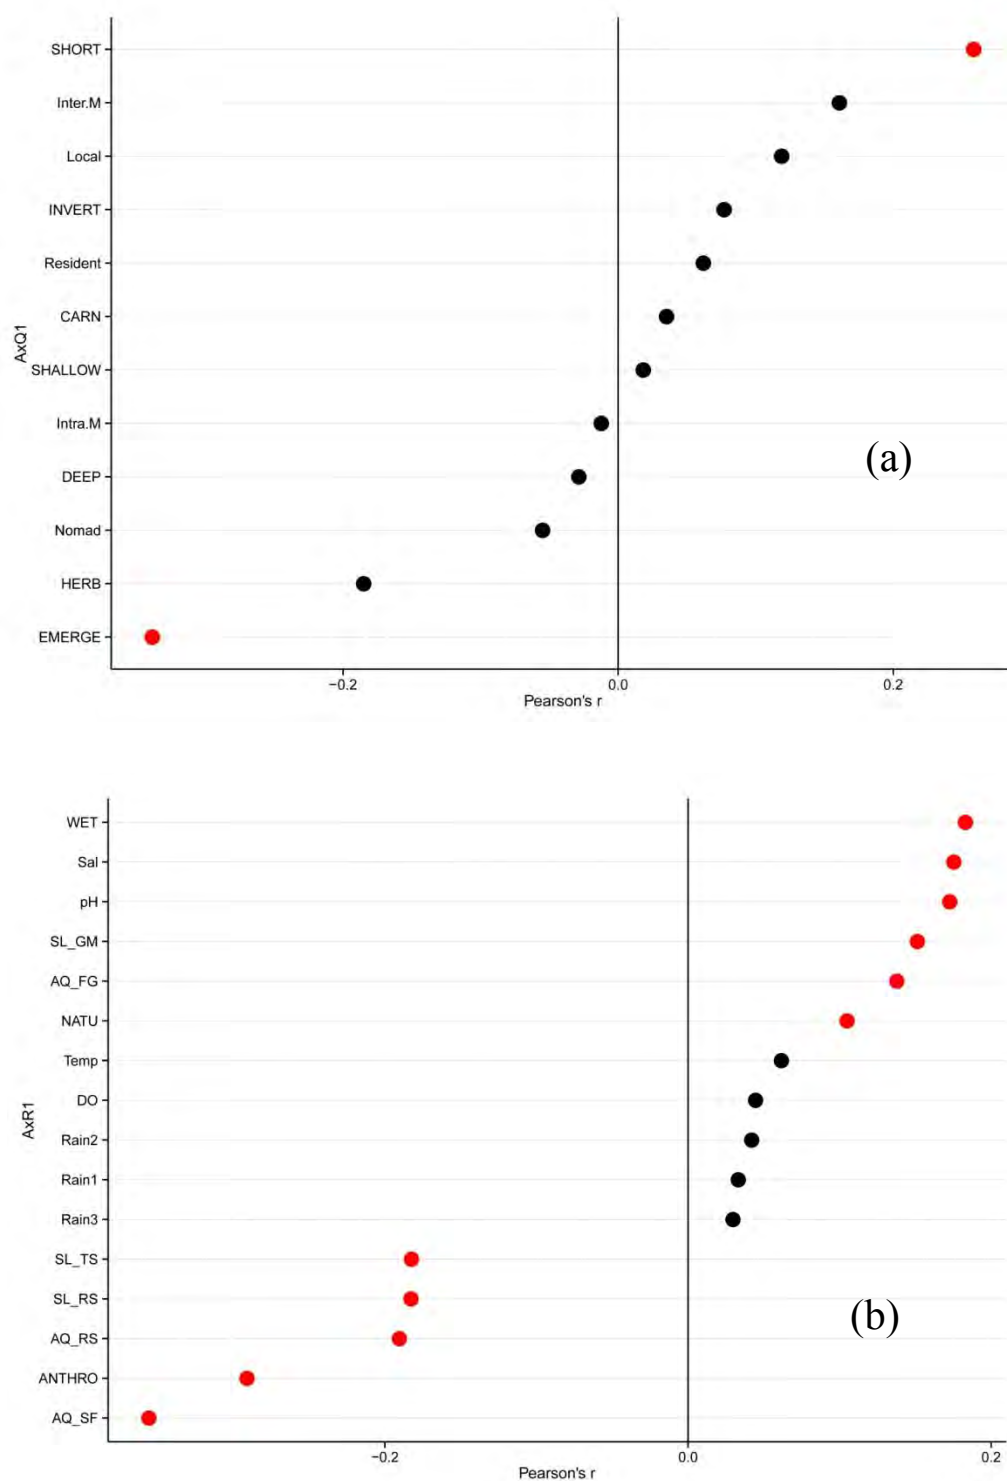 SHORT
Inter.M
Local
INVERT
Resident
CARN
SHALLOW
Intra.M
DEEP
Nomad
HERB
EMERGE
AxQ1
(a)
−0.2 0.0 0.2
Pearson's r
WET
Sal
pH
SL_GM
AQ_FG
NATU
Temp
DO
Rain2
Rain1
Rain3
SL_TS
SL_RS
AQ_RS
ANTHRO
AQ_SF
AxR1
(b)
−0.2 0.0 0.2
Pearson's r